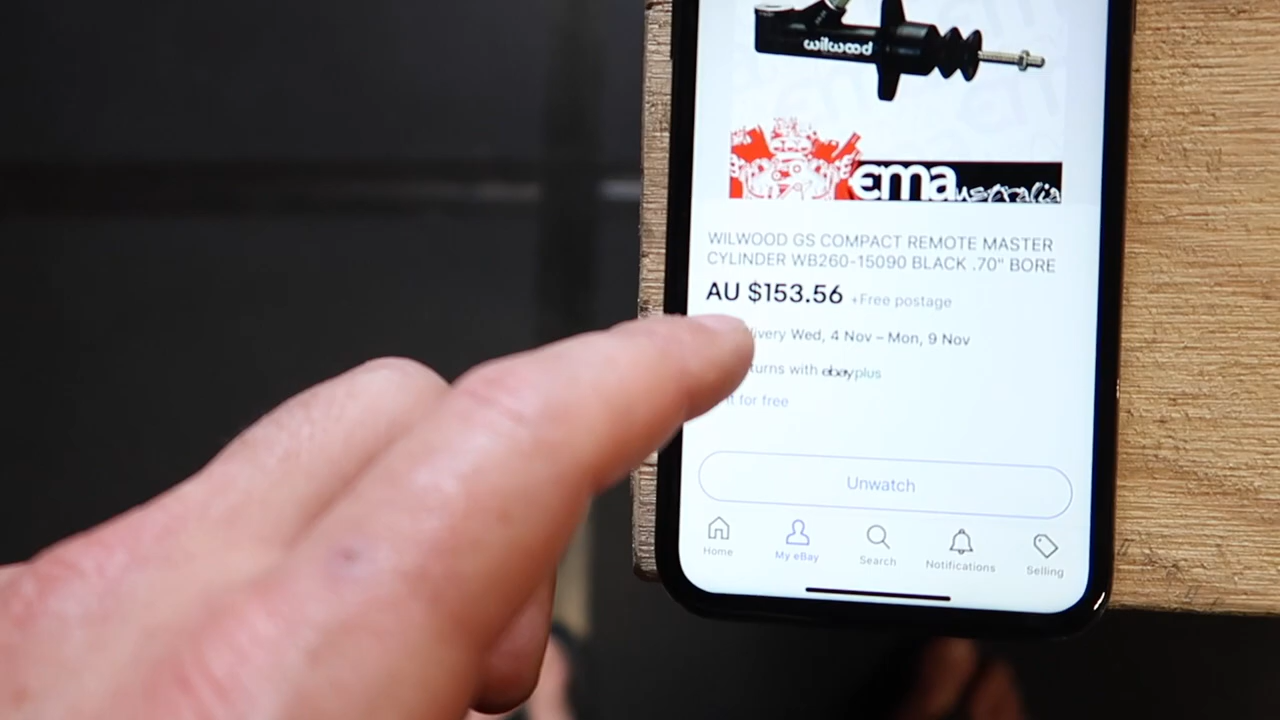 wilwood
emaustralia
WILWOOD GS COMPACT REMOTE MASTER
CYLINDER WB260-15090 BLACK .70" BORE
AU $153.56 +Free postage
Wed, 4 Nov – Mon, 9 Nov
with ebayplus
for free
Unwatch
Home My eBay Search Notifications Selling